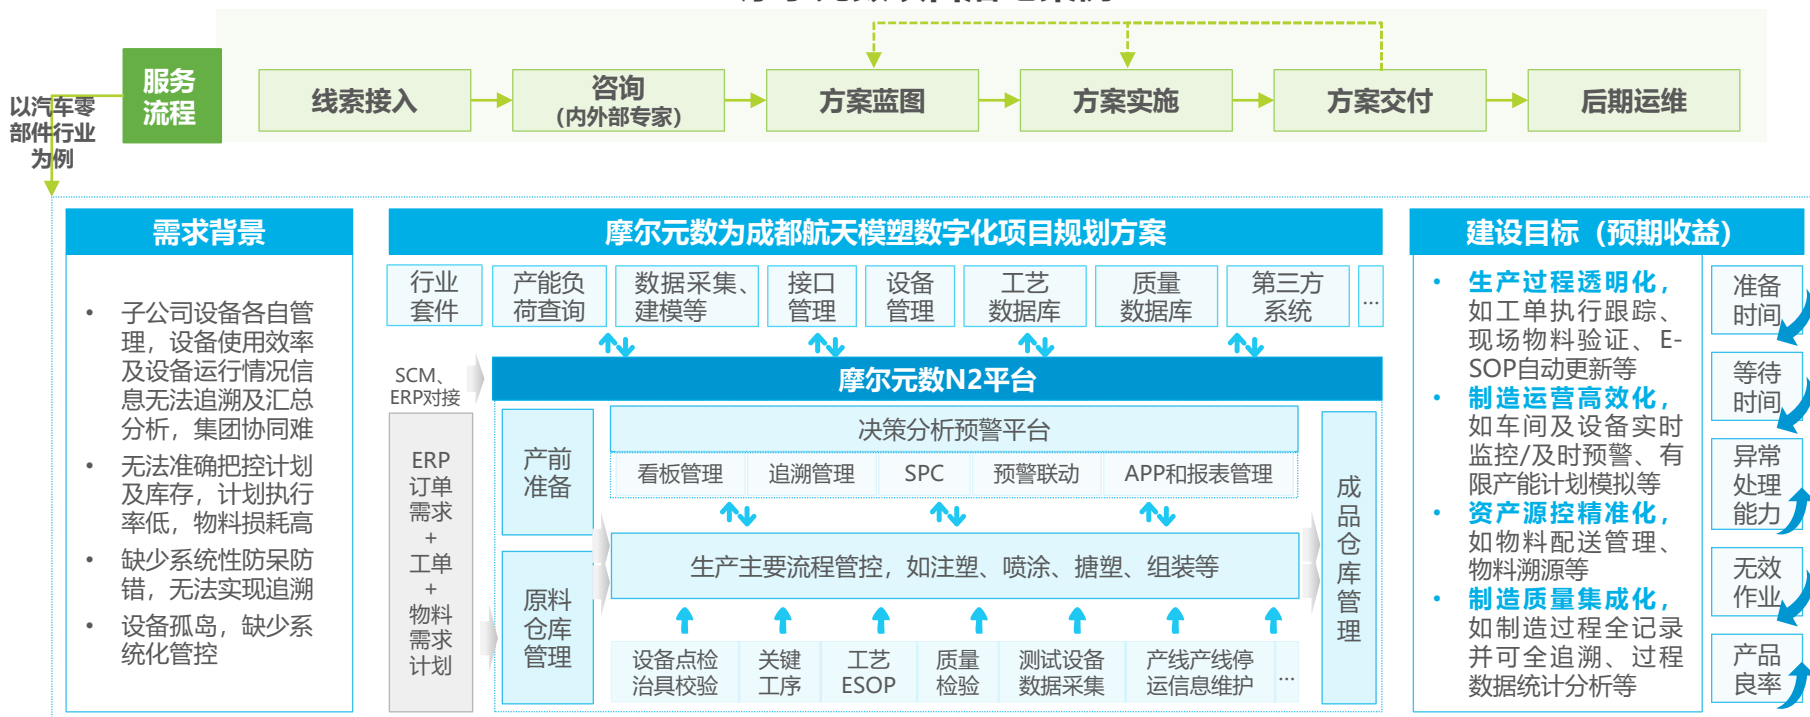 服务
流程
线索接入
咨询
(内外部专家)
方案蓝图
方案实施
方案交付
后期运维
以汽车零
部件行业
为例
需求背景
• 子公司设备各自管
理，设备使用效率
及设备运行情况信
息无法追溯及汇总
分析，集团协同难
• 无法准确把控计划
及库存，计划执行
率低，物料损耗高
• 缺少系统性防呆防
错，无法实现追溯
• 设备孤岛，缺少系
统化管控
摩尔元数为成都航天模塑数字化项目规划方案
行业
套件
产能负
荷查询
数据采集、
建模等
接口
管理
设备
管理
工艺
数据库
质量
数据库
第三方
系统
...
SCM、
ERP对接
摩尔元数N2平台
ERP
订单
需求
+
工单
+
物料
需求
计划
产前
准备
原料
仓库
管理
决策分析预警平台
看板管理
追溯管理
SPC
预警联动
APP和报表管理
生产主要流程管控，如注塑、喷涂、搪塑、组装等
设备点检
治具校验
关键
工序
工艺
ESOP
质量
检验
测试设备
数据采集
产线产线停
运信息维护
...
成
品
仓
库
管
理
建设目标（预期收益）
• 生产过程透明化，
如工单执行跟踪、
现场物料验证、E-
SOP自动更新等
• 制造运营高效化，
如车间及设备实时
监控/及时预警、有
限产能计划模拟等
• 资产源控精准化，
如物料配送管理、
物料溯源等
• 制造质量集成化，
如制造过程全记录
并可全追溯、过程
数据统计分析等
准备
时间
等待
时间
异常
处理
能力
无效
作业
产品
良率